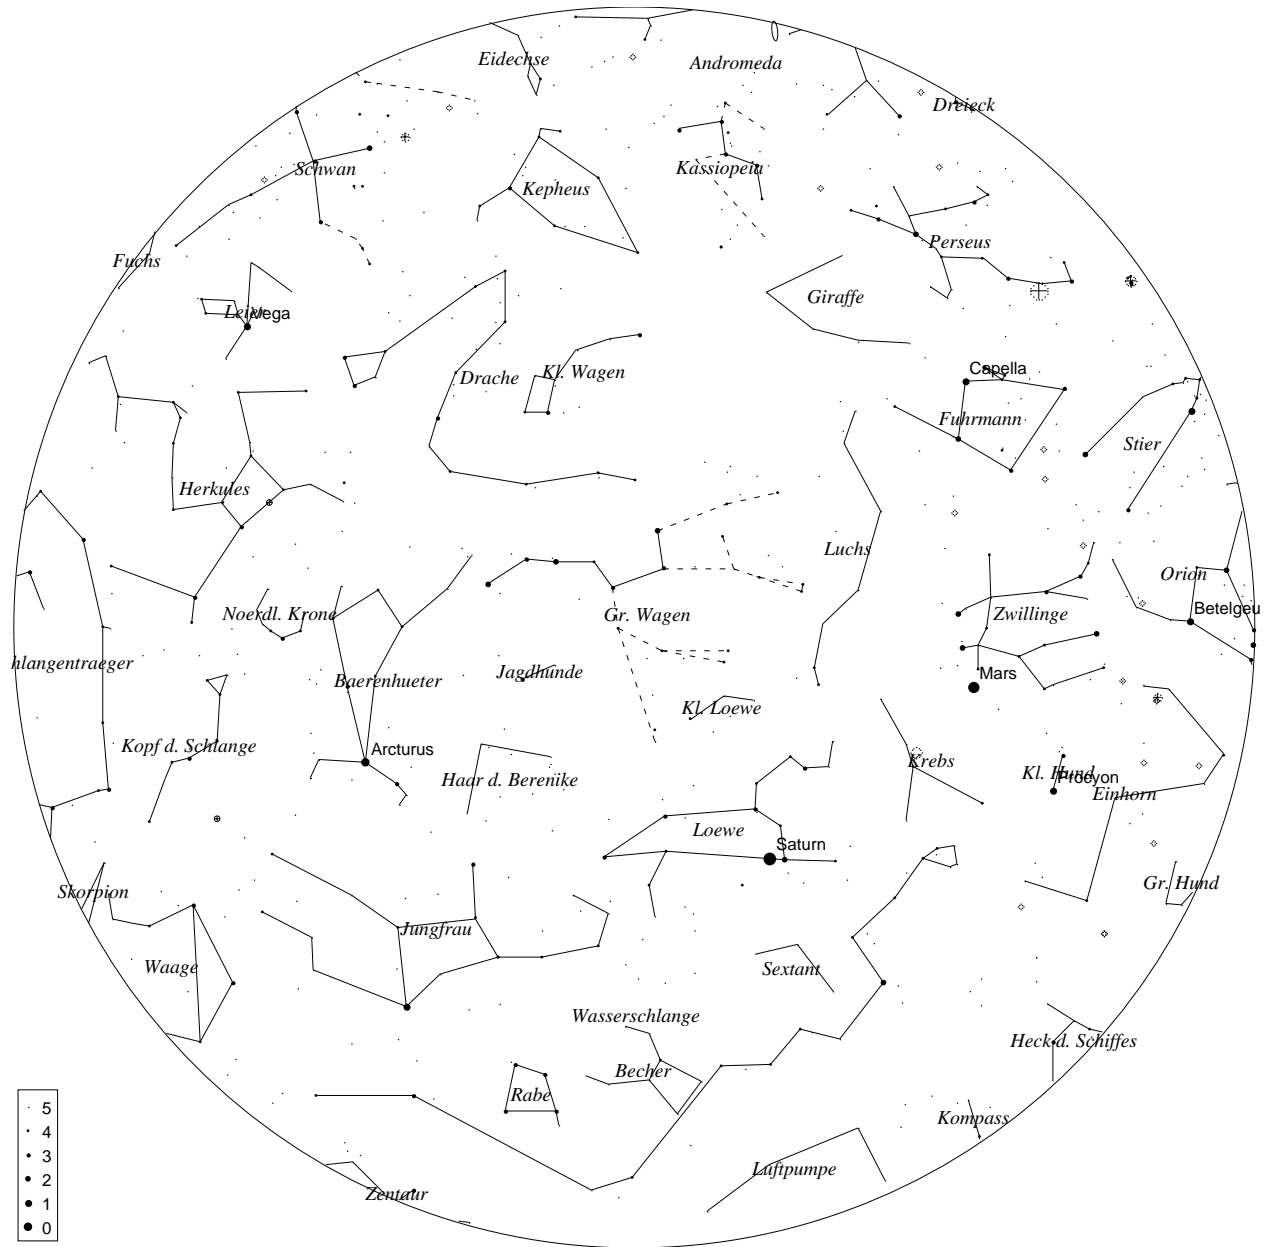 Eidechse
Andromeda
Dreieck
Schwan
Kassiopeia
Kepheus
Perseus
Fuchs
Giraffe
Leier
Vega
Capella
Drache
Kl. Wagen
Fuhrmann
Stier
Herkules
Luchs
Orion
Noerdl. Krone
Gr. Wagen
Zwillinge
Betelgeu
hlangentraeger
Jagdhunde
Mars
Baerenhueter
Kl. Loewe
Kopf d. Schlange
Arcturus
Haar d. Berenike
Krebs
Kl. Hund
Procyon
Einhorn
Loewe
Saturn
Skorpion
Gr. Hund
Jungfrau
Waage
Sextant
Wasserschlange
Heck d. Schiffes
Becher
Rabe
Kompass
Luftpumpe
Zentaur
5
4
3
2
1
0